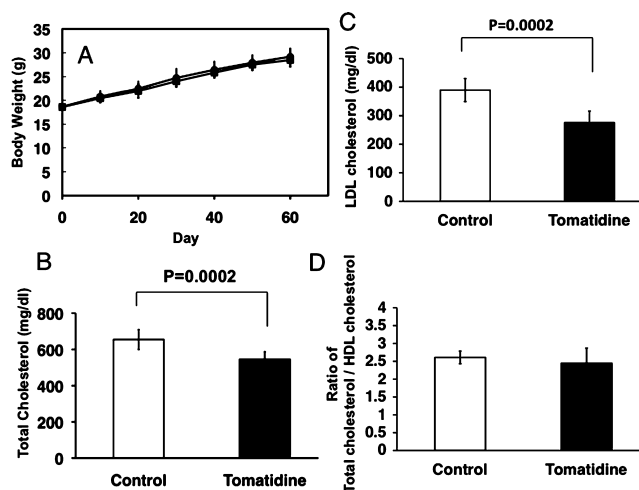 A
Body Weight (g)
35
30
25
20
15
10
5
0
0 20 40 60
Day
B
P=0.0002
Total Cholesterol (mg/dl)
800
600
400
200
0
Control Tomatidine
C
P=0.0002
LDL cholesterol (mg/dl)
500
400
300
200
100
0
Control Tomatidine
D
Ratio of
Total cholesterol / HDL cholesterol
4
3.5
3
2.5
2
1.5
1
0.5
0
Control Tomatidine